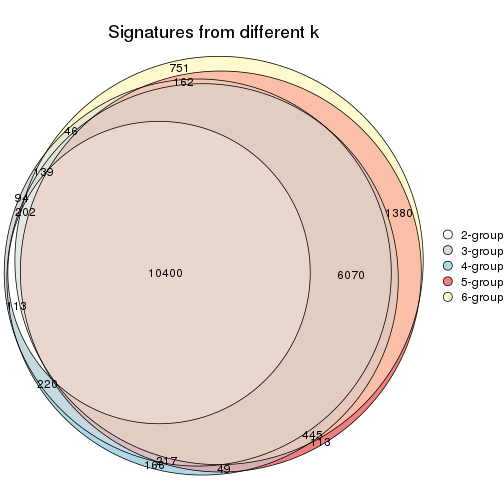 Signatures from different k
751
162
46
139
94
202
1380
10400
6070
113
220
445
113
217
166
49
2-group
3-group
4-group
5-group
6-group